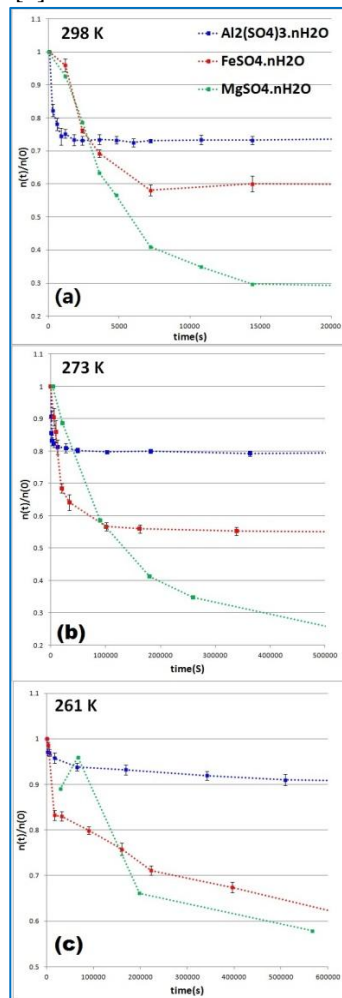 298 K
Al2(SO4)3.nH2O
FeSO4.nH2O
MgSO4.nH2O
n(t)/n(0)
1.1
1
0.9
0.8
0.7
0.6
0.5
0.4
0.3
0.2
(a)
0 5000 10000 15000 20000
time(s)
273 K
n(t)/n(0)
1.1
1
0.9
0.8
0.7
0.6
0.5
0.4
0.3
0.2
(b)
0 100000 200000 300000 400000 500000
time(S)
261 K
n(t)/n(0)
1.1
1
0.9
0.8
0.7
0.6
0.5
(c)
0 100000 200000 300000 400000 500000 600000
time(s)